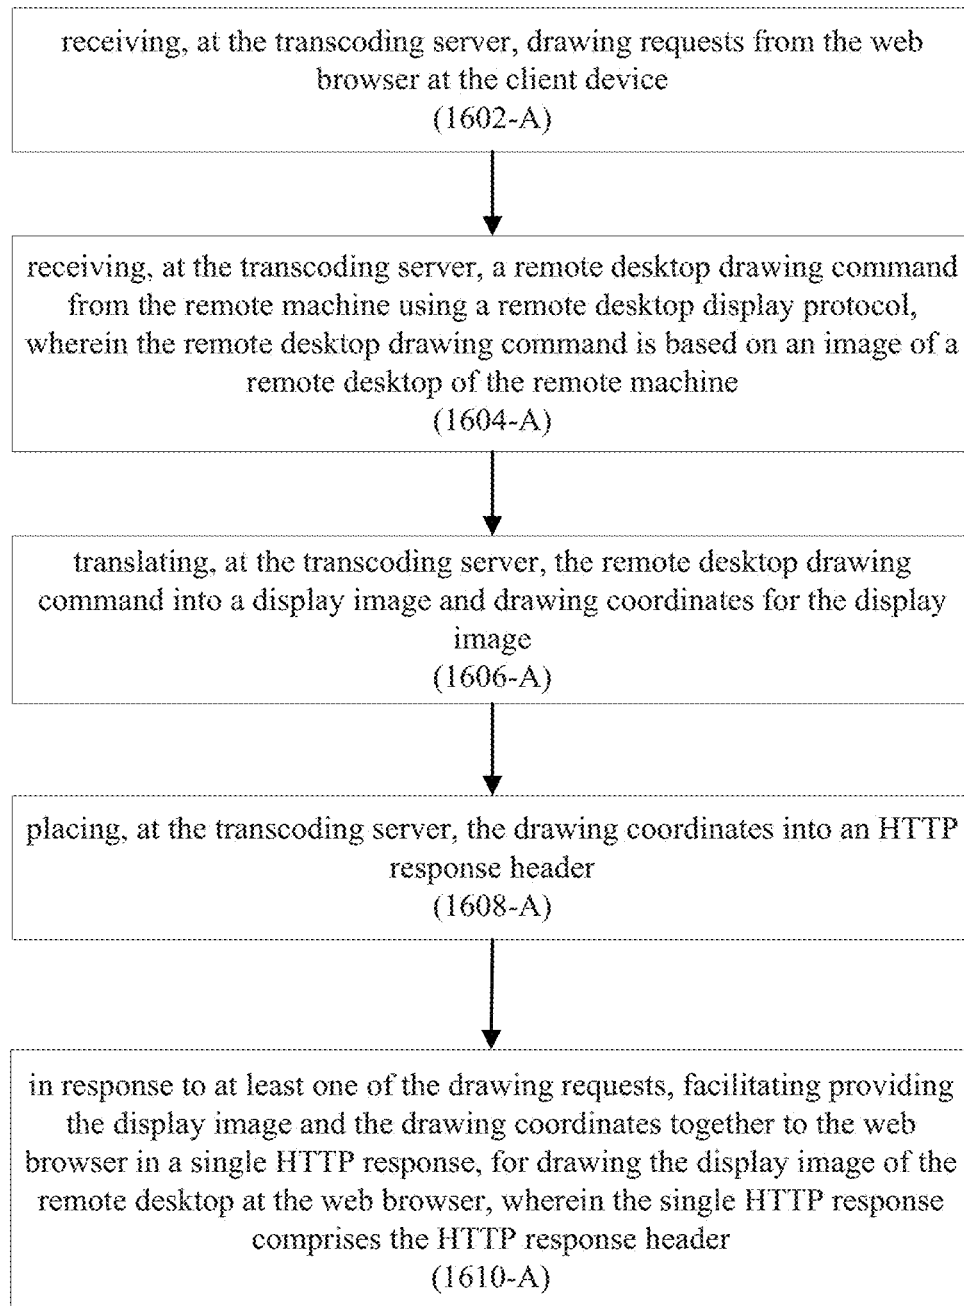 receiving, at the transcoding server, drawing requests from the web
browser at the client device
(1602-A)
receiving, at the transcoding server, a remote desktop drawing command
from the remote machine using a remote desktop display protocol,
wherein the remote desktop drawing command is based on an image of a
remote desktop of the remote machine
(1604-A)
translating, at the transcoding server, the remote desktop drawing
command into a display image and drawing coordinates for the display
image
(1606-A)
placing, at the transcoding server, the drawing coordinates into an HTTP
response header
(1608-A)
in response to at least one of the drawing requests, facilitating providing
the display image and the drawing coordinates together to the web
browser in a single HTTP response, for drawing the display image of the
remote desktop at the web browser, wherein the single HTTP response
comprises the HTTP response header
(1610-A)